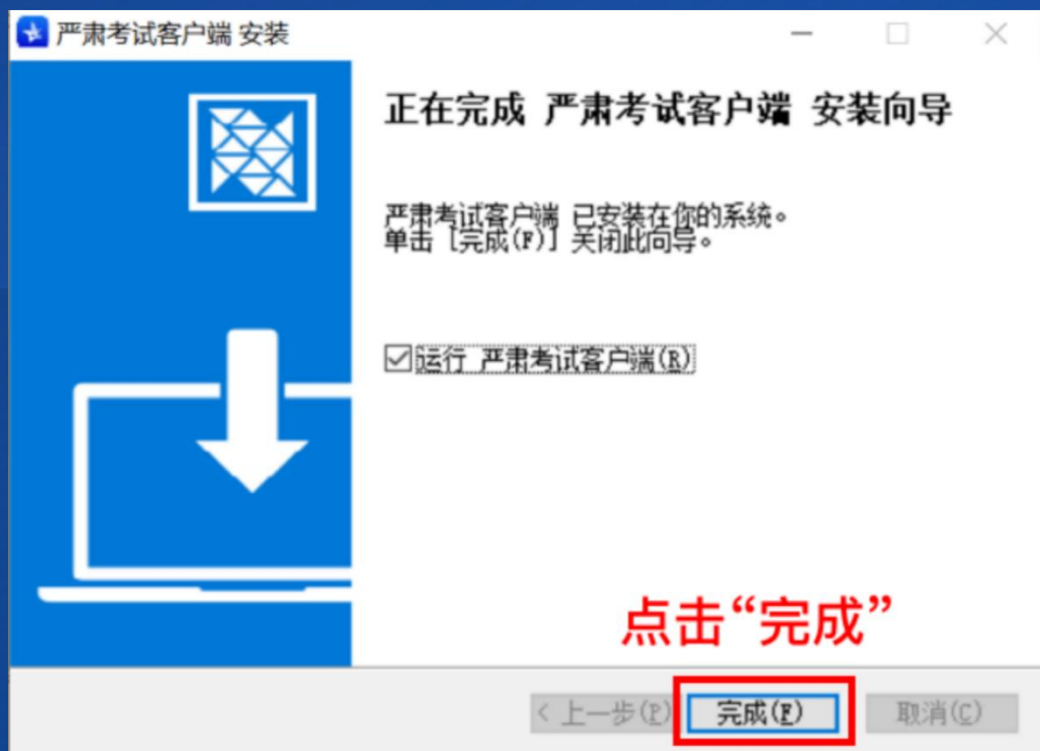 严肃考试客户端 安装
正在完成 严肃考试客户端 安装向导
严肃考试客户端 已安装在你的系统。
单击 [完成(F)] 关闭此向导。
运行 严肃考试客户端(R)
点击“完成”
< 上一步(P) 完成(F) 取消(C)